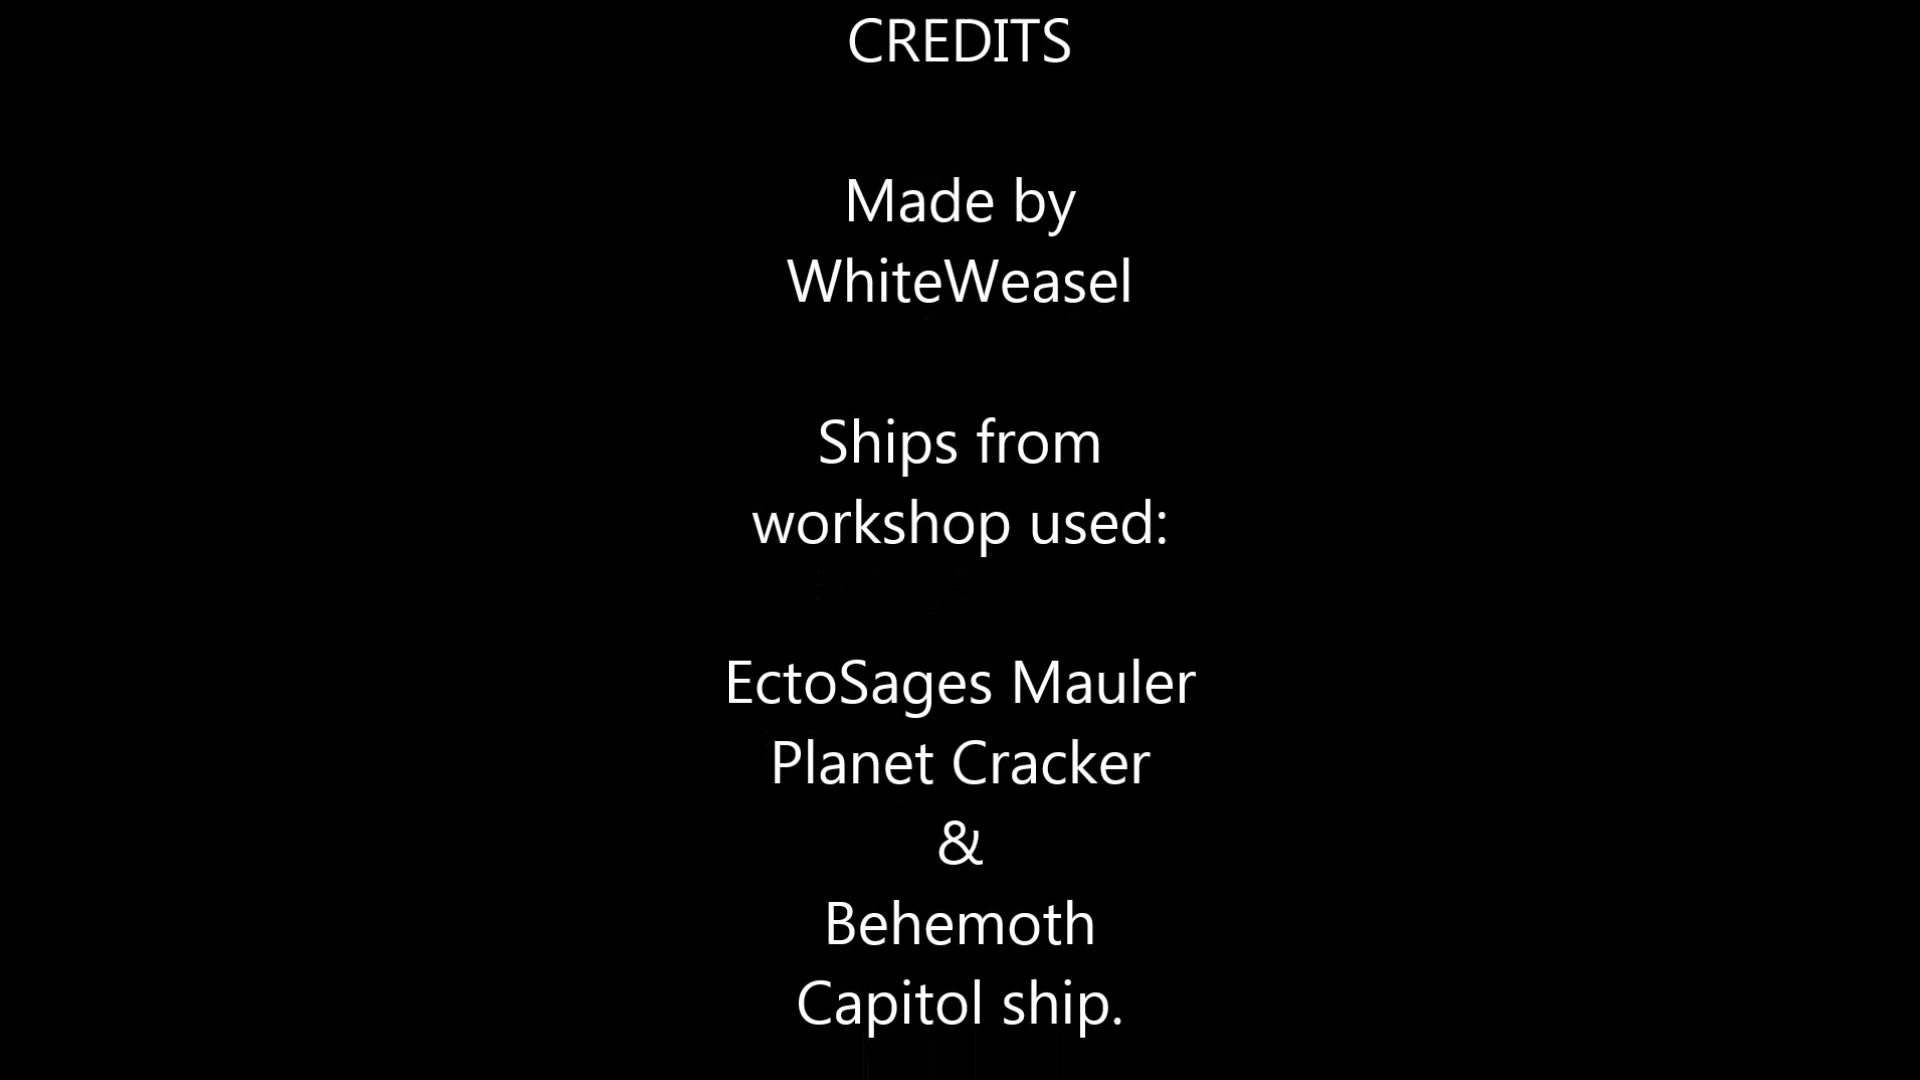 CREDITS
Made by
WhiteWeasel
Ships from
workshop used:
EctoSages Mauler
Planet Cracker
&
Behemoth
Capitol ship.